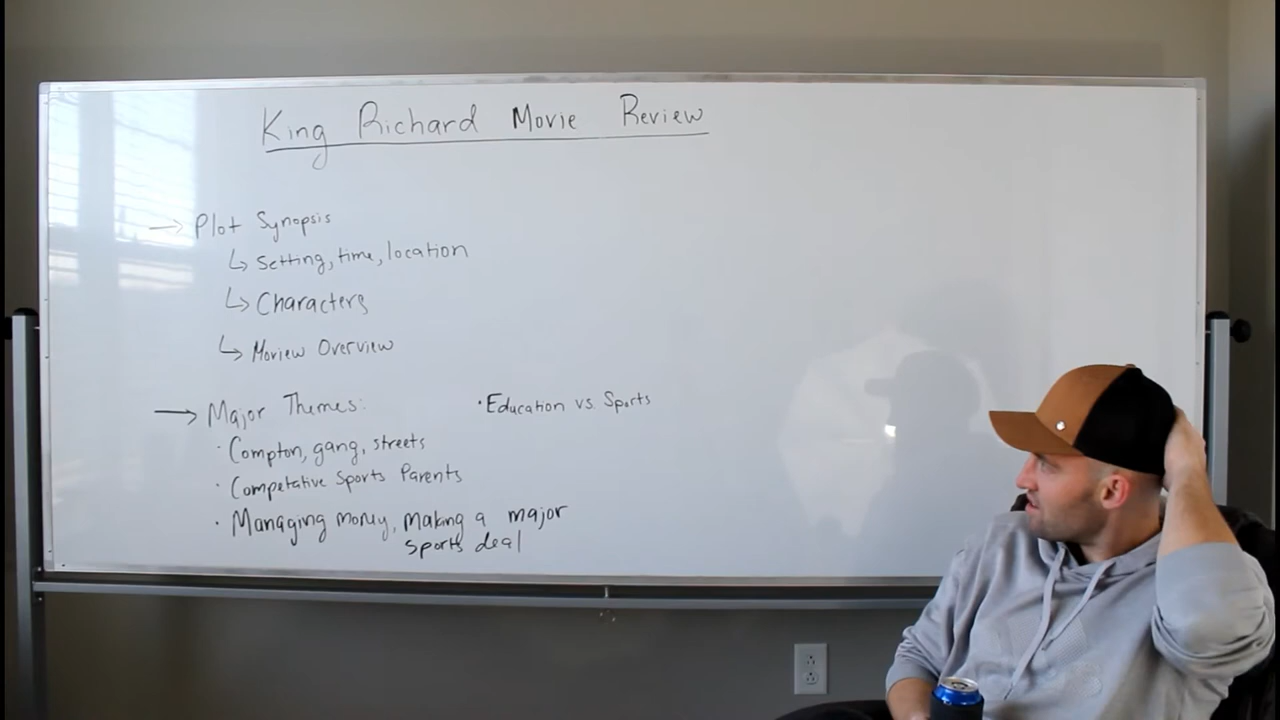 King Richard Movie Review
→ Plot Synopsis
↳ Setting, time, location
↳ Characters
↳ Moview Overview
→ Major Themes:
· Compton, gang, streets
· Competative Sports Parents
· Managing money, making a major
sports deal
· Education vs. Sports